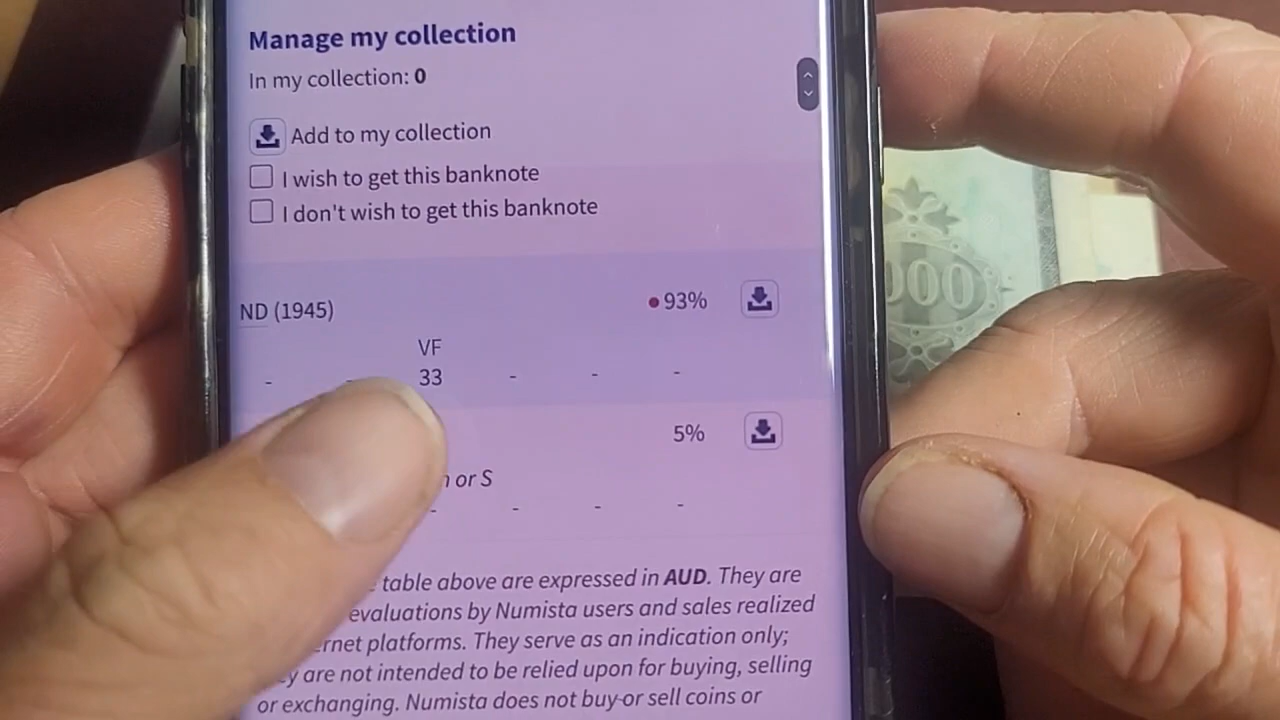 Manage my collection
In my collection: 0
Add to my collection
I wish to get this banknote
I don't wish to get this banknote
ND (1945) 93%
VF
- - 33 - - -
5%
or S
- - - -
table above are expressed in AUD. They are
evaluations by Numista users and sales realized
platforms. They serve as an indication only;
are not intended to be relied upon for buying, selling
or exchanging. Numista does not buy or sell coins or
000